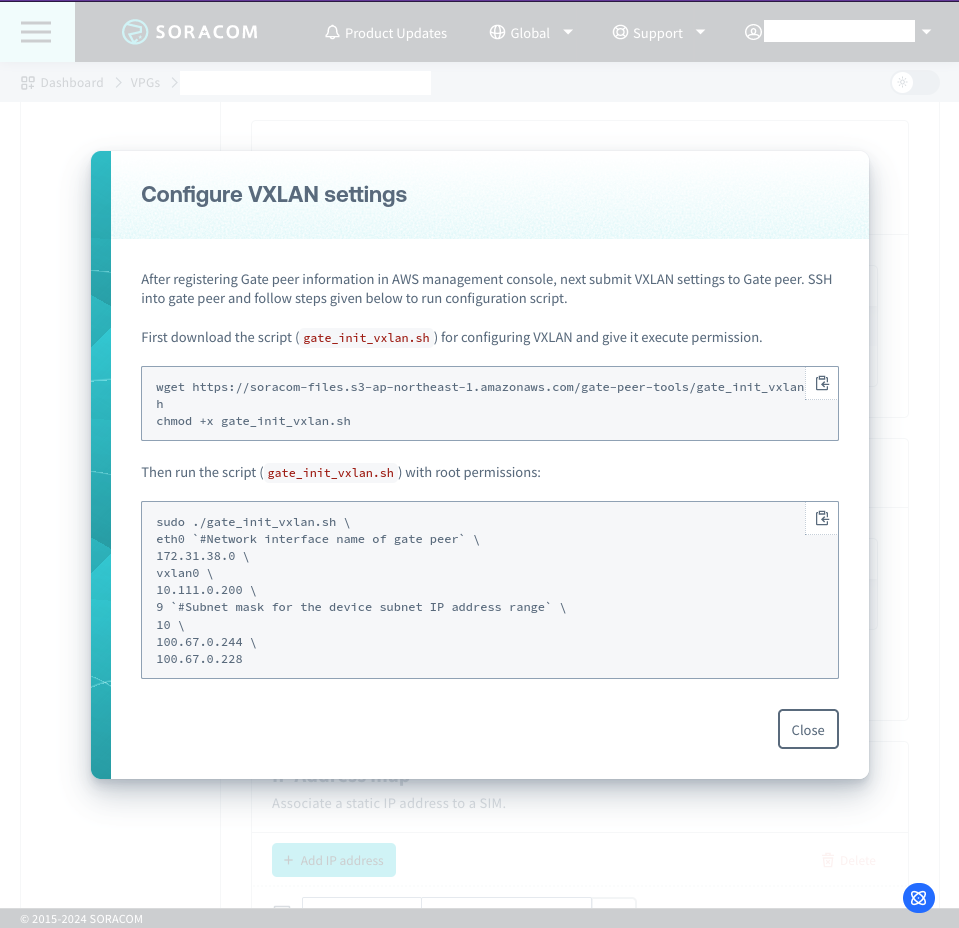 SORACOM
Product Updates
Global
Support
Dashboard
VPGs
Configure VXLAN settings
After registering Gate peer information in AWS management console, next submit VXLAN settings to Gate peer. SSH
into gate peer and follow steps given below to run configuration script.
First download the script ( gate_init_vxlan.sh ) for configuring VXLAN and give it execute permission.
wget https://soracom-files.s3-ap-northeast-1.amazonaws.com/gate-peer-tools/gate_init_vxlan
h
chmod +x gate_init_vxlan.sh
Then run the script ( gate_init_vxlan.sh ) with root permissions:
sudo ./gate_init_vxlan.sh \
eth0 `#Network interface name of gate peer` \
172.31.38.0 \
vxlan0 \
10.111.0.200 \
9 `#Subnet mask for the device subnet IP address range` \
10 \
100.67.0.244 \
100.67.0.228
Close
IP Address map
Associate a static IP address to a SIM.
+ Add IP address
Delete
© 2015-2024 SORACOM